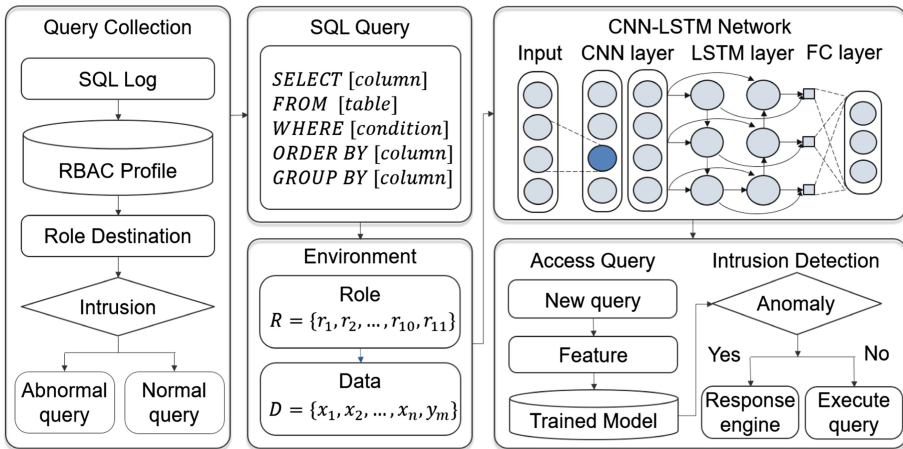 Query Collection
SQL Log
RBAC Profile
Role Destination
Intrusion
Abnormal
query
Normal
query
SQL Query
SELECT [column]
FROM [table]
WHERE [condition]
ORDER BY [column]
GROUP BY [column]
Environment
Role
R = {r₁, r₂, ..., r₁₀, r₁₁}
Data
D = {x₁, x₂, ..., xₙ, yₘ}
CNN-LSTM Network
Input CNN layer LSTM layer FC layer
Access Query
New query
Feature
Trained Model
Intrusion Detection
Anomaly
Yes No
Response
engine
Execute
query